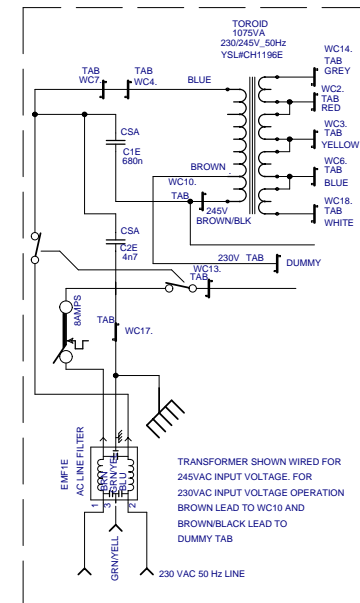 TOROID
1075VA
230/245V_50Hz
YSL#CH1196E
TAB
WC7.
TAB
WC4.
BLUE
WC14.
TAB
GREY
WC2.
TAB
RED
WC3.
TAB
YELLOW
WC6.
TAB
BLUE
WC18.
TAB
WHITE
CSA
C1E
680n
BROWN
WC10.
TAB
245V
BROWN/BLK
CSA
C2E
4n7
230V TAB
DUMMY
WC13.
TAB
8AMPS
TAB
WC17.
EMF1E
AC LINE FILTER
BRN
GRN/YEL
BLU
1
3
2
GRN/YELL
230 VAC 50 Hz LINE
TRANSFORMER SHOWN WIRED FOR
245VAC INPUT VOLTAGE. FOR
230VAC INPUT VOLTAGE OPERATION
BROWN LEAD TO WC10 AND
BROWN/BLACK LEAD TO
DUMMY TAB